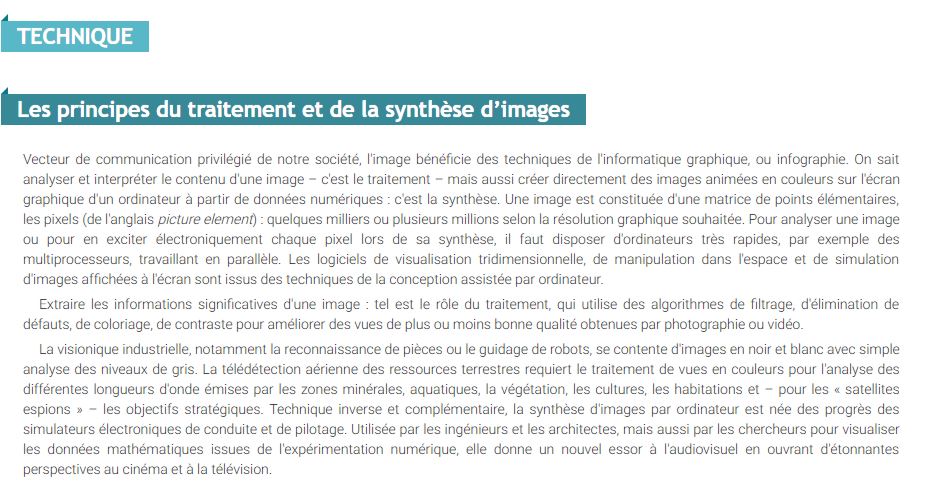 TECHNIQUE
Les principes du traitement et de la synthèse d'images
Vecteur de communication privilégié de notre société, l'image bénéficie des techniques de l'informatique graphique, ou infographie. On sait
analyser et interpréter le contenu d'une image – c'est le traitement – mais aussi créer directement des images animées en couleurs sur l'écran
graphique d'un ordinateur à partir de données numériques : c'est la synthèse. Une image est constituée d'une matrice de points élémentaires,
les pixels (de l'anglais picture element) : quelques milliers ou plusieurs millions selon la résolution graphique souhaitée. Pour analyser une image
ou pour en exciter électroniquement chaque pixel lors de sa synthèse, il faut disposer d'ordinateurs très rapides, par exemple des
multiprocesseurs, travaillant en parallèle. Les logiciels de visualisation tridimensionnelle, de manipulation dans l'espace et de simulation
d'images affichées à l'écran sont issus des techniques de la conception assistée par ordinateur.
Extraire les informations significatives d'une image : tel est le rôle du traitement, qui utilise des algorithmes de filtrage, d'élimination de
défauts, de coloriage, de contraste pour améliorer des vues de plus ou moins bonne qualité obtenues par photographie ou vidéo.
La visionique industrielle, notamment la reconnaissance de pièces ou le guidage de robots, se contente d'images en noir et blanc avec simple
analyse des niveaux de gris. La télédétection aérienne des ressources terrestres requiert le traitement de vues en couleurs pour l'analyse des
différentes longueurs d'onde émises par les zones minérales, aquatiques, la végétation, les cultures, les habitations et – pour les « satellites
espions » – les objectifs stratégiques. Technique inverse et complémentaire, la synthèse d'images par ordinateur est née des progrès des
simulateurs électroniques de conduite et de pilotage. Utilisée par les ingénieurs et les architectes, mais aussi par les chercheurs pour visualiser
les données mathématiques issues de l'expérimentation numérique, elle donne un nouvel essor à l'audiovisuel en ouvrant d'étonnantes
perspectives au cinéma et à la télévision.